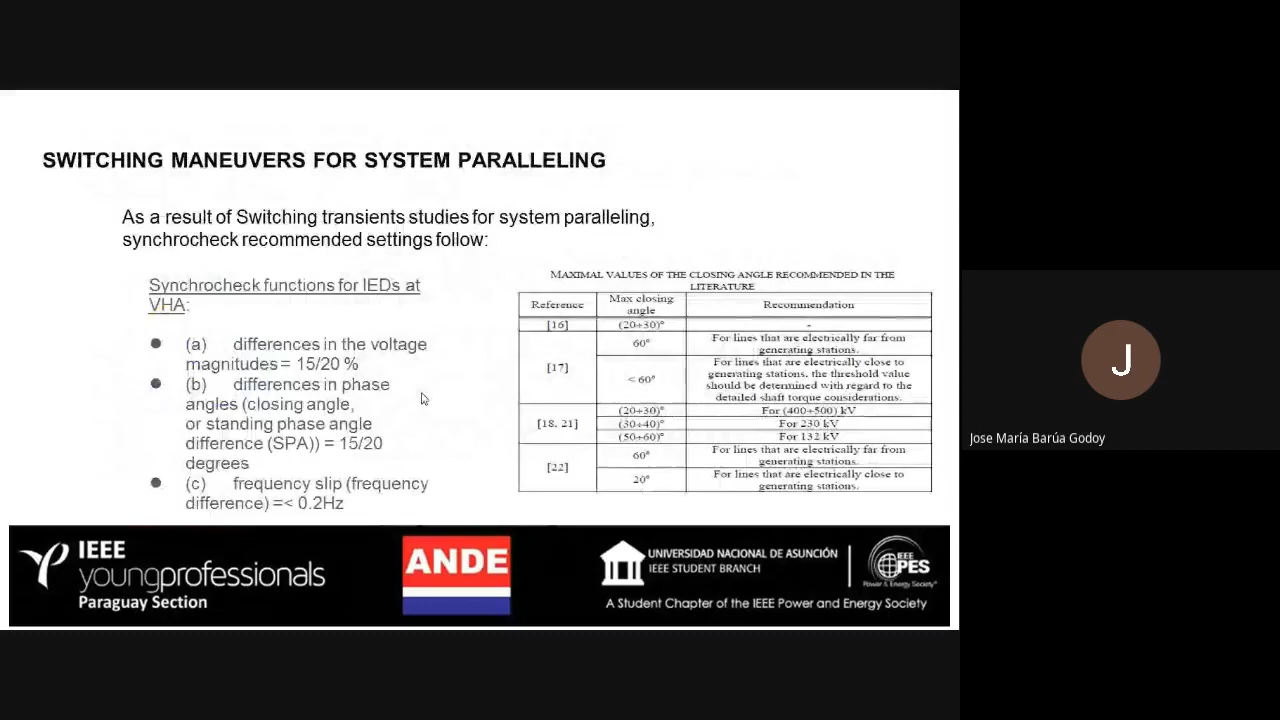 SWITCHING MANEUVERS FOR SYSTEM PARALLELING
As a result of Switching transients studies for system paralleling,
synchrocheck recommended settings follow:
Synchrocheck functions for IEDs at
VHA:
(a) differences in the voltage
magnitudes = 15/20 %
(b) differences in phase
angles (closing angle,
or standing phase angle
difference (SPA)) = 15/20
degrees
(c) frequency slip (frequency
difference) =< 0.2Hz
MAXIMAL VALUES OF THE CLOSING ANGLE RECOMMENDED IN THE
LITERATURE
Reference Max closing angle Recommendation
[16] (20÷30)° -
[17] 60° For lines that are electrically far from
generating stations.
< 60° For lines that are electrically close to
generating stations, the threshold value
should be determined with regard to the
detailed shaft torque considerations.
[18, 21] (20÷30)° For (400÷500) kV
(30÷40)° For 230 kV
(50÷60)° For 132 kV
[22] 60° For lines that are electrically far from
generating stations.
20° For lines that are electrically close to
generating stations.
IEEE
youngprofessionals
Paraguay Section
ANDE
UNIVERSIDAD NACIONAL DE ASUNCIÓN
IEEE STUDENT BRANCH
IEEE
PES
Power & Energy Society®
A Student Chapter of the IEEE Power and Energy Society
J
Jose María Barúa Godoy